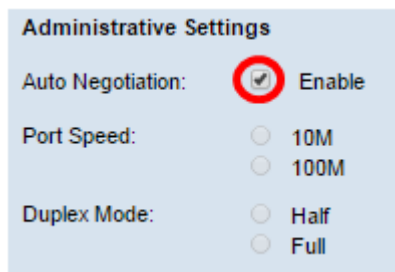 Administrative Settings
Auto Negotiation: Enable
Port Speed: 10M
100M
Duplex Mode: Half
Full